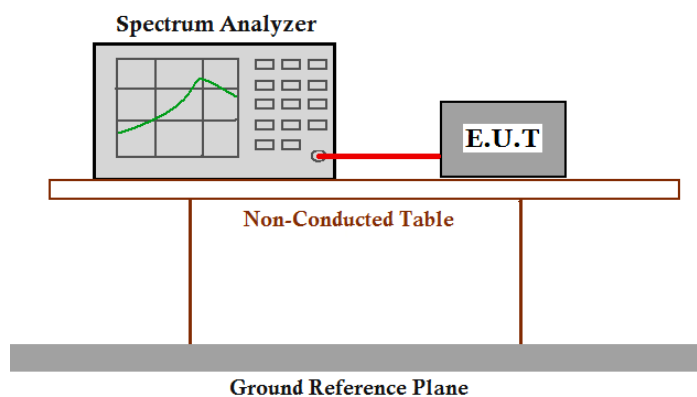 Spectrum Analyzer
E.U.T
Non-Conducted Table
Ground Reference Plane